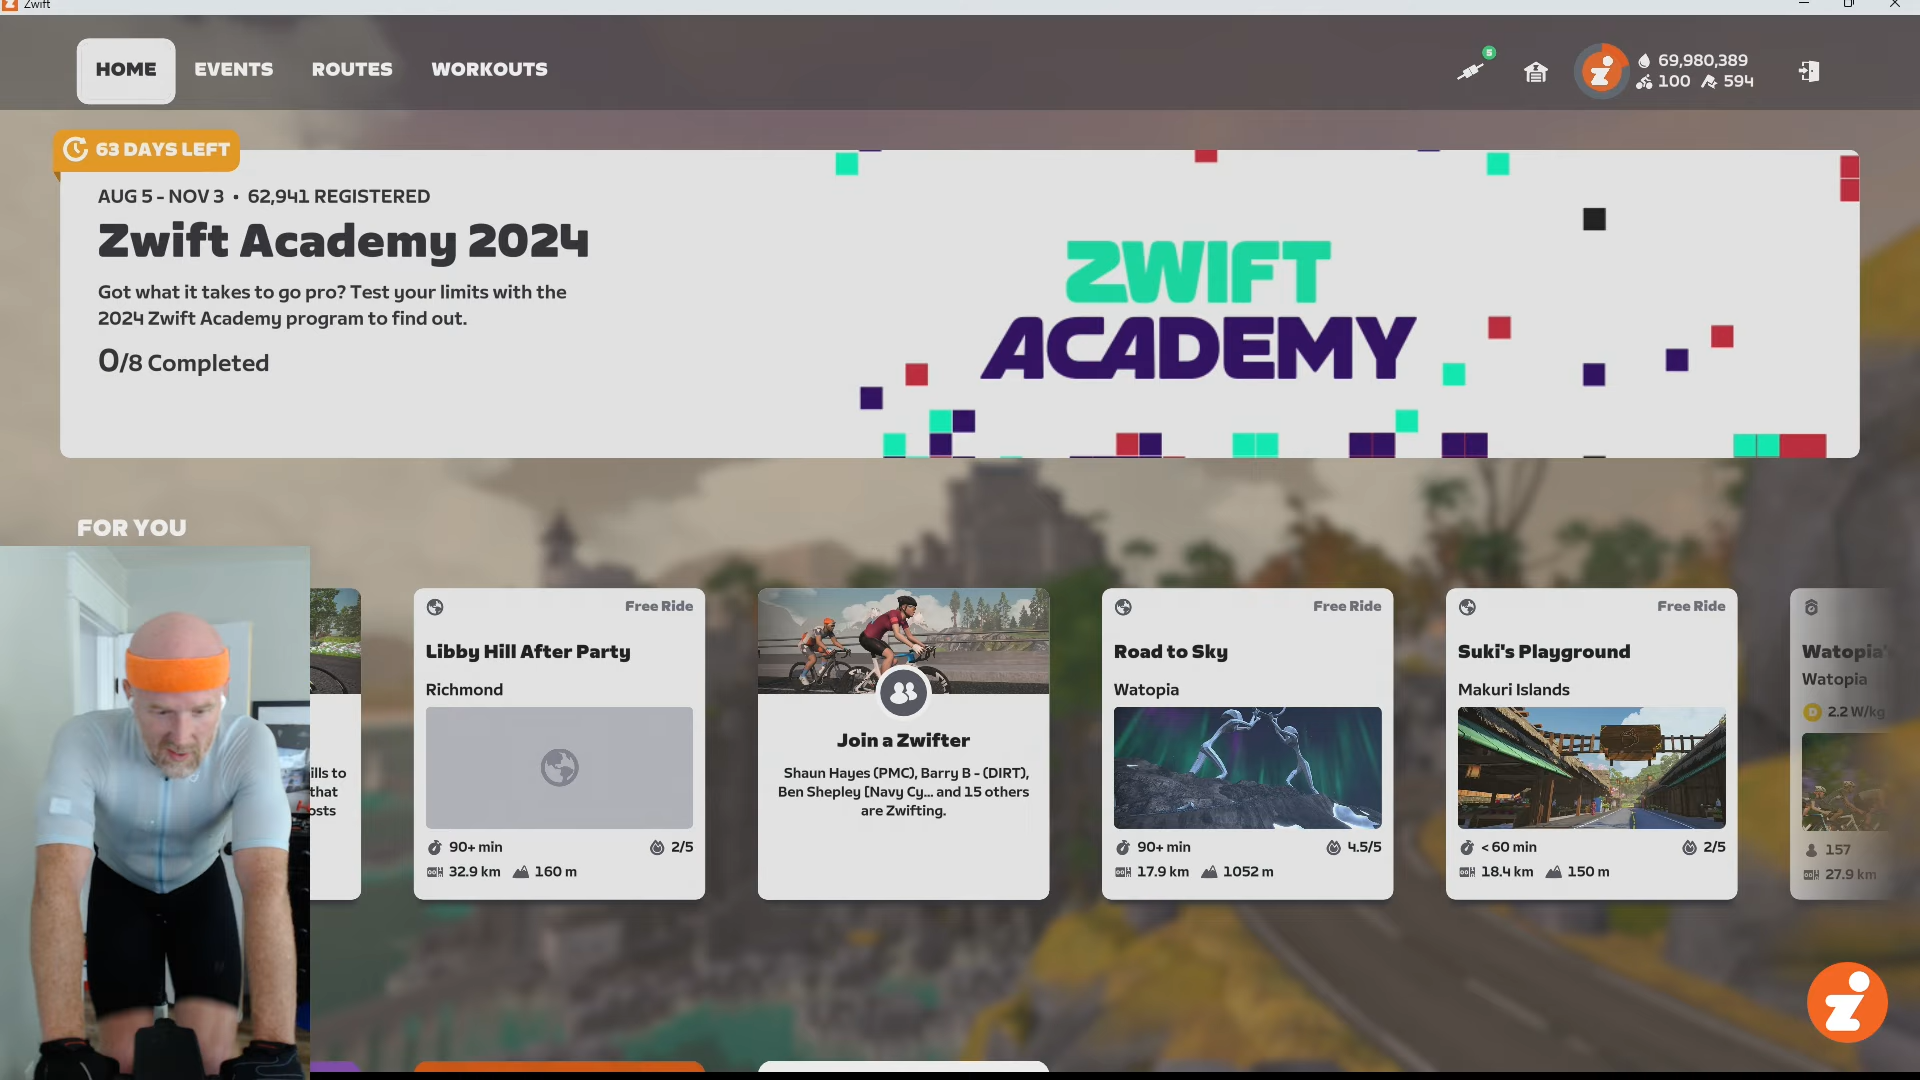 Zwift
HOME EVENTS ROUTES WORKOUTS
5
69,980,389
100 594
63 DAYS LEFT
AUG 5 - NOV 3 • 62,941 REGISTERED
Zwift Academy 2024
Got what it takes to go pro? Test your limits with the
2024 Zwift Academy program to find out.
0/8 Completed
ZWIFT
ACADEMY
FOR YOU
ills to
that
osts
Free Ride
Libby Hill After Party
Richmond
90+ min 2/5
32.9 km 160 m
Join a Zwifter
Shaun Hayes (PMC), Barry B - (DIRT),
Ben Shepley [Navy Cy... and 15 others
are Zwifting.
Free Ride
Road to Sky
Watopia
90+ min 4.5/5
17.9 km 1052 m
Free Ride
Suki's Playground
Makuri Islands
< 60 min 2/5
18.4 km 150 m
Watopia's
Watopia
D 2.2 W/kg
157
27.9 km